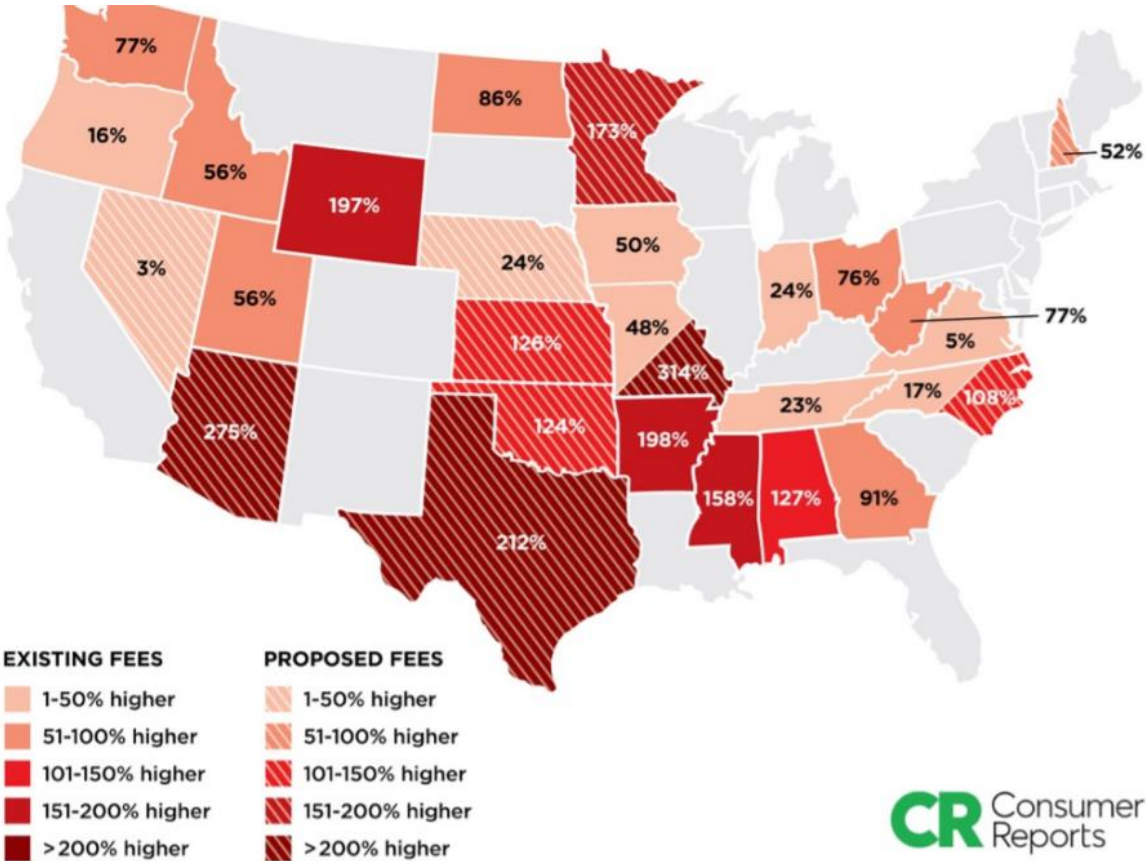 77%
86%
173%
16%
52%
56%
197%
50%
24%
3%
76%
24%
56%
77%
48%
5%
126%
314%
17%
108%
23%
124%
275%
198%
158%
127%
91%
212%
EXISTING FEES
1-50% higher
51-100% higher
101-150% higher
151-200% higher
>200% higher
PROPOSED FEES
1-50% higher
51-100% higher
101-150% higher
151-200% higher
>200% higher
CR Consumer
Reports